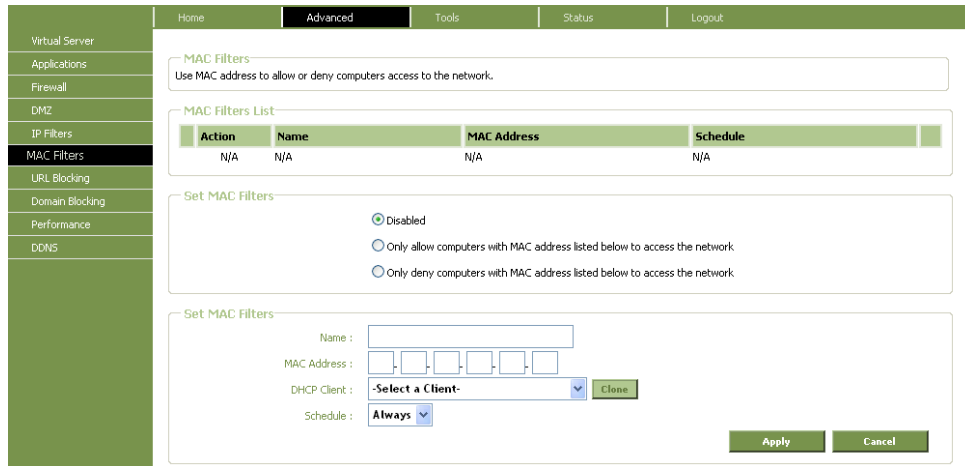 Home Advanced Tools Status Logout
Virtual Server
Applications
Firewall
DMZ
IP Filters
MAC Filters
URL Blocking
Domain Blocking
Performance
DDNS
MAC Filters
Use MAC address to allow or deny computers access to the network.
MAC Filters List
Action Name MAC Address Schedule
N/A N/A N/A N/A
Set MAC Filters
Disabled
Only allow computers with MAC address listed below to access the network
Only deny computers with MAC address listed below to access the network
Set MAC Filters
Name :
MAC Address : - - - - -
DHCP Client : -Select a Client- Clone
Schedule : Always
Apply Cancel